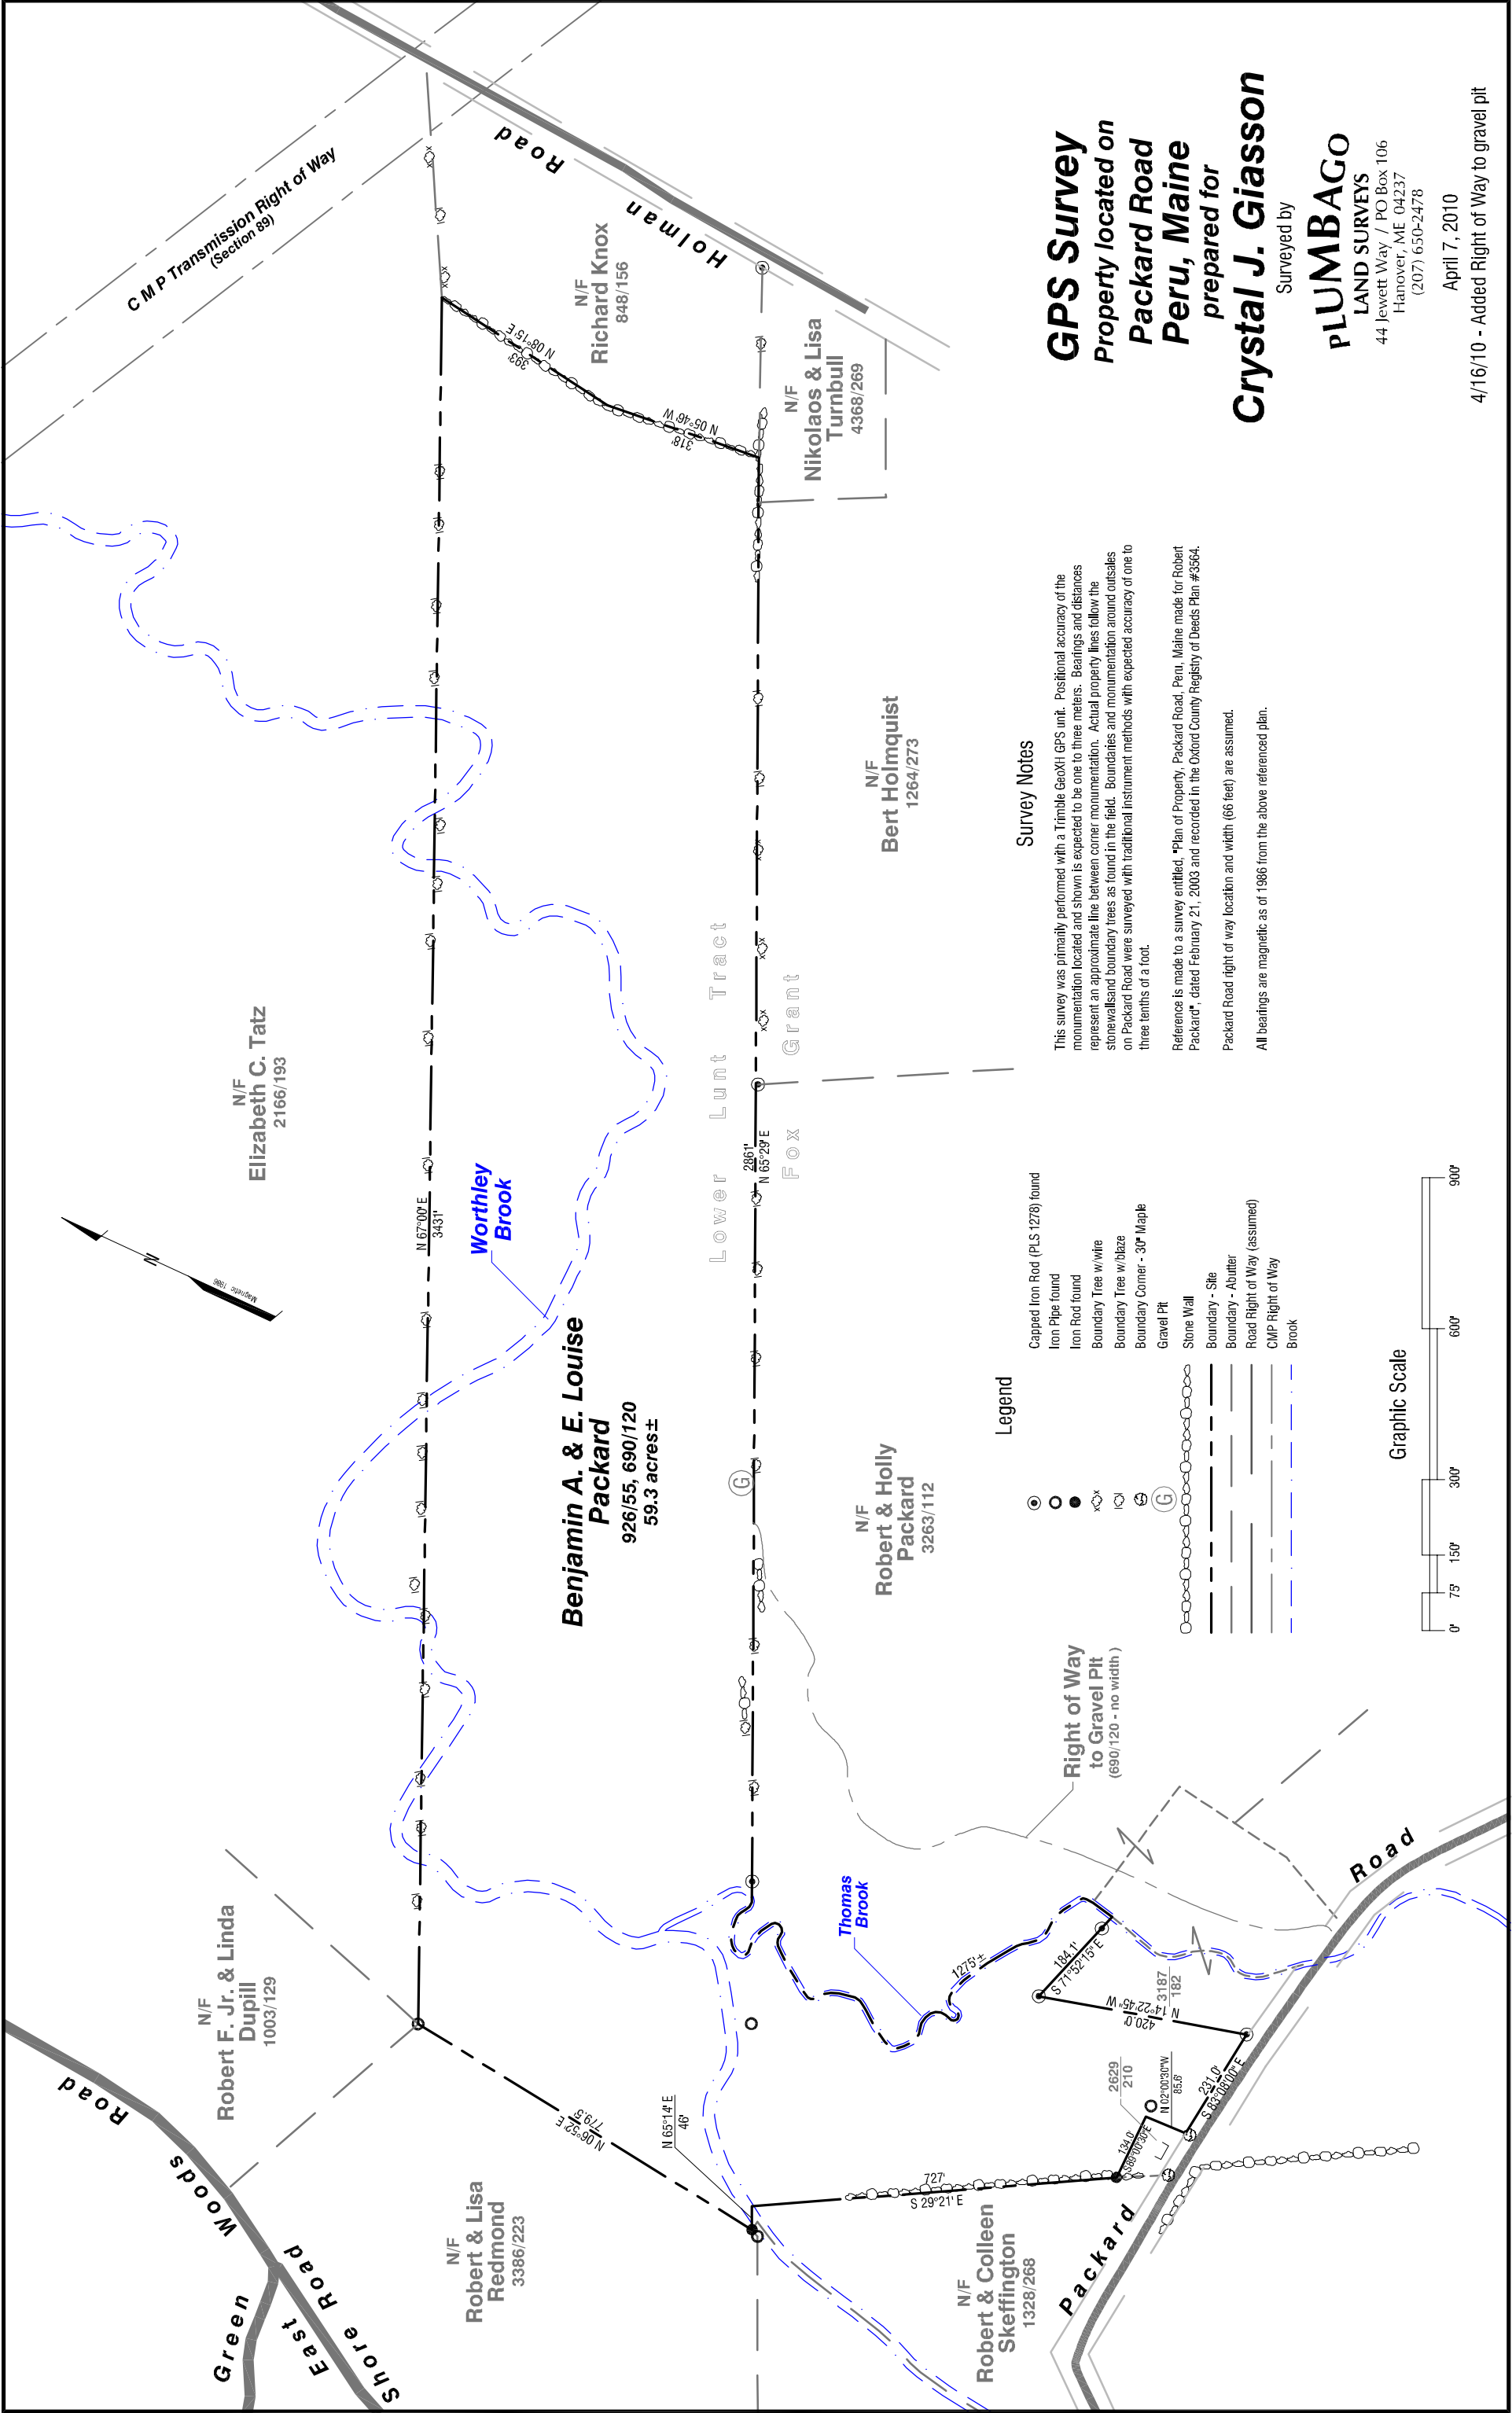 Green
Woods
Road
East
Shore Road
N/F
Robert F. Jr. & Linda
Dupill
1003/129
N/F
Robert & Lisa
Redmond
3386/223
N/F
Elizabeth C. Tatz
2166/193
C M P Transmission Right of Way
(Section 89)
N
Magnetic 1986
N 67°00' E
3431'
Worthley
Brook
Benjamin A. & E. Louise
Packard
926/55, 690/120
59.3 acres±
N 06°52' E
779.5'
N 65°14' E
46'
727'
S 29°21' E
N/F
Robert & Colleen
Skeffington
1328/268
Lower Lunt Tract
Fox Grant
2861'
N 65°29' E
G
N 08°15' E
393'
N 05°46' W
318'
N/F
Richard Knox
848/156
Holman
Road
N/F
Nikolaos & Lisa
Turnbull
4368/269
N/F
Bert Holmquist
1264/273
N/F
Robert & Holly
Packard
3263/112
Thomas
Brook
1275'±
184.1'
S 71°52'15" E
N 14°22'45" W
420.0'
3187
182
2629
210
N 02°00'30"W
85.6'
134.0'
S80°00'30"E
231.0'
S 83°08'00" E
Packard
Road
Right of Way
to Gravel Pit
(690/120 - no width )
Legend
Capped Iron Rod (PLS 1278) found
Iron Pipe found
Iron Rod found
Boundary Tree w/wire
Boundary Tree w/blaze
Boundary Corner - 30" Maple
G
Gravel Pit
Stone Wall
Boundary - Site
Boundary - Abutter
Road Right of Way (assumed)
CMP Right of Way
Brook
Graphic Scale
0' 75' 150' 300' 600' 900'
Survey Notes
This survey was primarily performed with a Trimble GeoXH GPS unit. Positional accuracy of the
monumentation located and shown is expected to be one to three meters. Bearings and distances
represent an approximate line between corner monumentation. Actual property lines follow the
stonewallsand boundary trees as found in the field. Boundaries and monumentation around outsales
on Packard Road were surveyed with traditional instrument methods with expected accuracy of one to
three tenths of a foot.
Reference is made to a survey entitled, "Plan of Property, Packard Road, Peru, Maine made for Robert
Packard", dated February 21, 2003 and recorded in the Oxford County Registry of Deeds Plan #3564.
Packard Road right of way location and width (66 feet) are assumed.
All bearings are magnetic as of 1986 from the above referenced plan.
GPS Survey
Property located on
Packard Road
Peru, Maine
prepared for
Crystal J. Giasson
Surveyed by
PLUMBAGO
LAND SURVEYS
44 Jewett Way / PO Box 106
Hanover, ME 04237
(207) 650-2478
April 7, 2010
4/16/10 - Added Right of Way to gravel pit